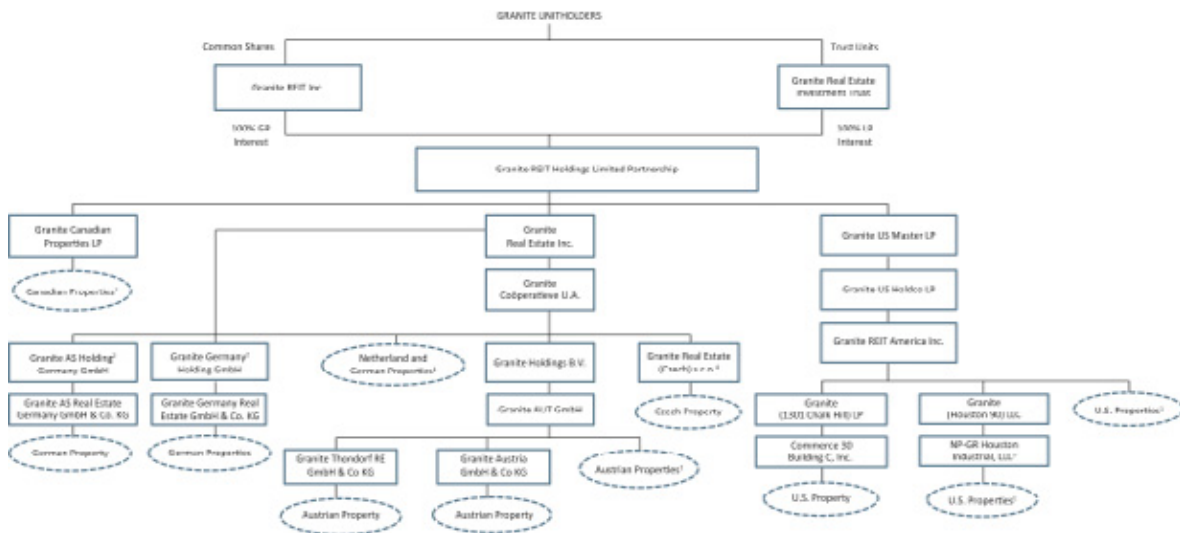 GRANITE UNITHOLDERS
Common Shares
Trust Units
Granite REIT Inc.
Granite Real Estate
Investment Trust
100% GP
Interest
100% LP
Interest
Granite REIT Holdings Limited Partnership
Granite Canadian
Properties LP
Granite
Real Estate Inc.
Granite US Master LP
Canadian Properties
Granite
Coöperatieve U.A.
Granite US Holdco LP
Granite REIT America Inc.
Granite AS Holding
Germany GmbH
Granite Germany
Holding GmbH
Netherland and
German Properties
Granite Holdings B.V.
Granite Real Estate
(Czech) s.r.o.
Granite AS Real Estate
Germany GmbH & Co. KG
Granite Germany Real
Estate GmbH & Co. KG
Granite AUT GmbH
Czech Property
Granite
(1301 Chalk Hill) LP
Granite
(Houston 90) LLC
U.S. Properties
German Property
German Properties
Granite Thondorf RE
GmbH & Co KG
Granite Austria
GmbH & Co KG
Austrian Properties
Commerce 30
Building C, Inc.
NP-GR Houston
Industrial, LLC
Austrian Property
Austrian Property
U.S. Property
U.S. Properties